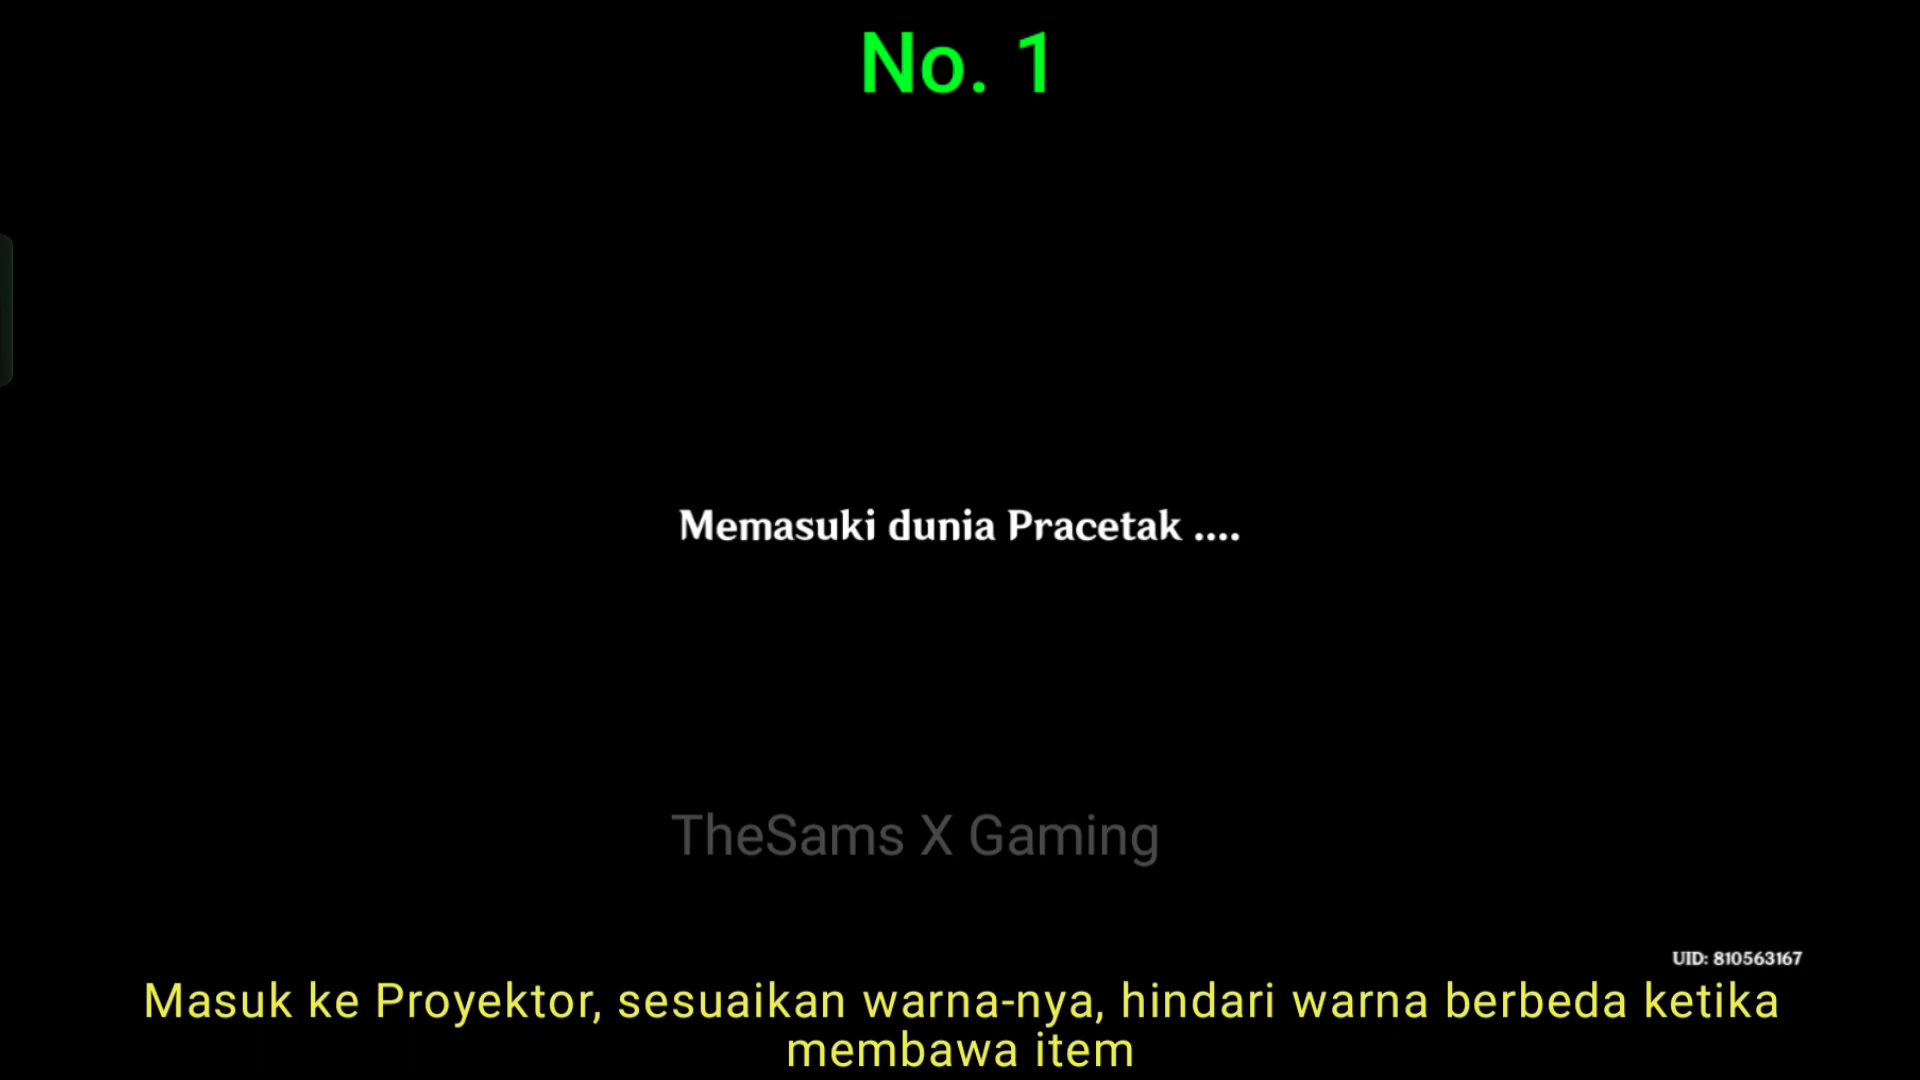 No. 1
Memasuki dunia Pracetak ....
TheSams X Gaming
UID: 810563167
Masuk ke Proyektor, sesuaikan warna-nya, hindari warna berbeda ketika
membawa item